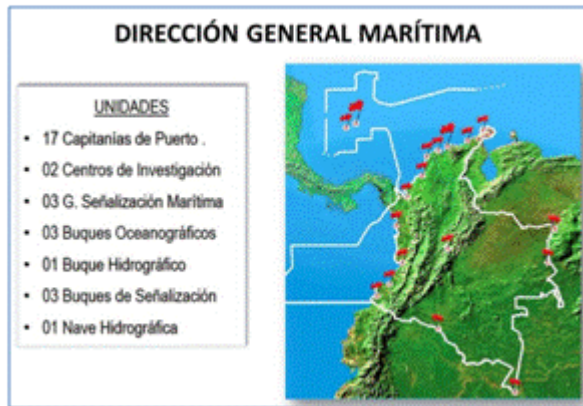 DIRECCIÓN GENERAL MARÍTIMA
UNIDADES
• 17 Capitanías de Puerto .
• 02 Centros de Investigación
• 03 G. Señalización Marítima
• 03 Buques Oceanográficos
• 01 Buque Hidrográfico
• 03 Buques de Señalización
• 01 Nave Hidrográfica